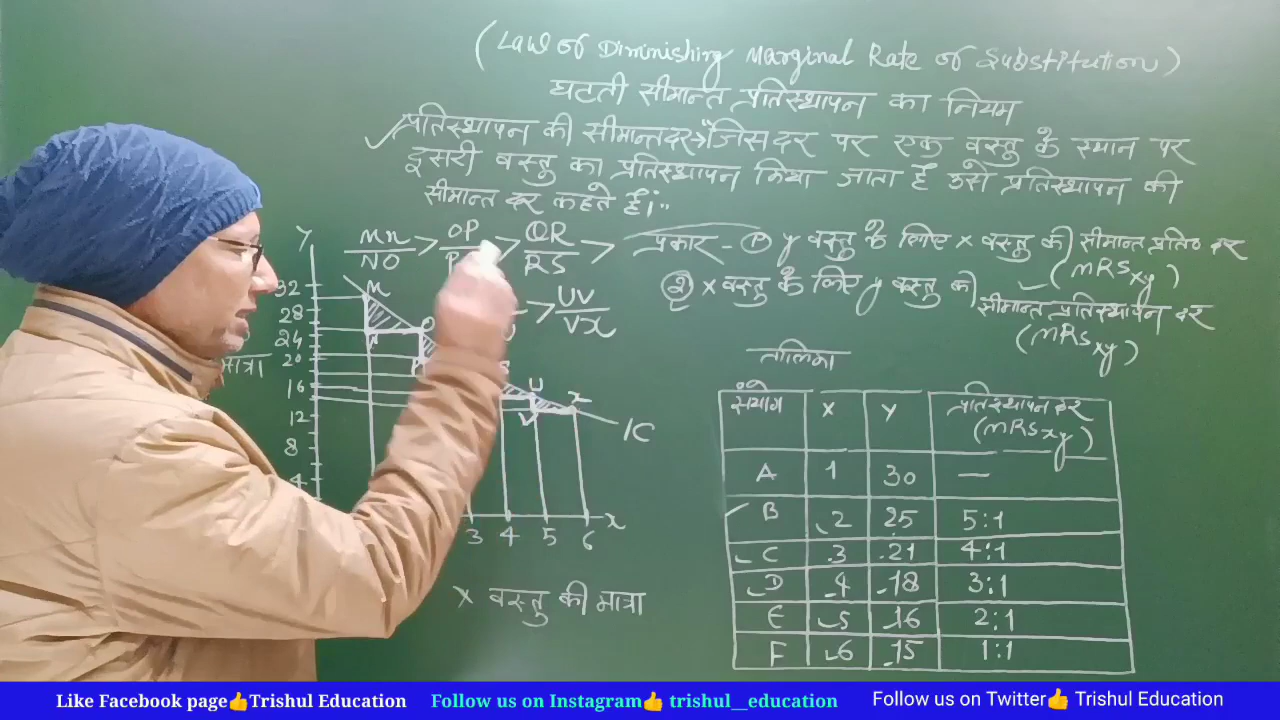 (Law of Diminishing Marginal Rate of Substitution)
घटती सीमान्त प्रतिस्थापन का नियम
प्रतिस्थापन की सीमान्त दर → "जिस दर पर एक वस्तु के स्थान पर
दूसरी वस्तु का प्रतिस्थापन किया जाता है उसे प्रतिस्थापन की
सीमान्त दर कहते हैं।"
Mn/NO > OP/P > QR/RS >
> UV/VX
प्रकार - ① y वस्तु के लिए x वस्तु की सीमान्त प्रति० दर
(MRSxy)
② x वस्तु के लिए y वस्तु की सीमान्त प्रतिस्थापन दर
(MRSxy)
Y
32
28
24
20
16
12
8
4
मात्रा
M
N
O
U
V
x
IC
3 4 5 6 x
x वस्तु की मात्रा
तालिका
संयोग X Y प्रतिस्थापन दर (MRSxy)
A 1 30 —
B 2 25 5:1
C 3 21 4:1
D 4 18 3:1
E 5 16 2:1
F 6 15 1:1
Like Facebook page👍Trishul Education Follow us on Instagram👍 trishul__education Follow us on Twitter👍 Trishul Education